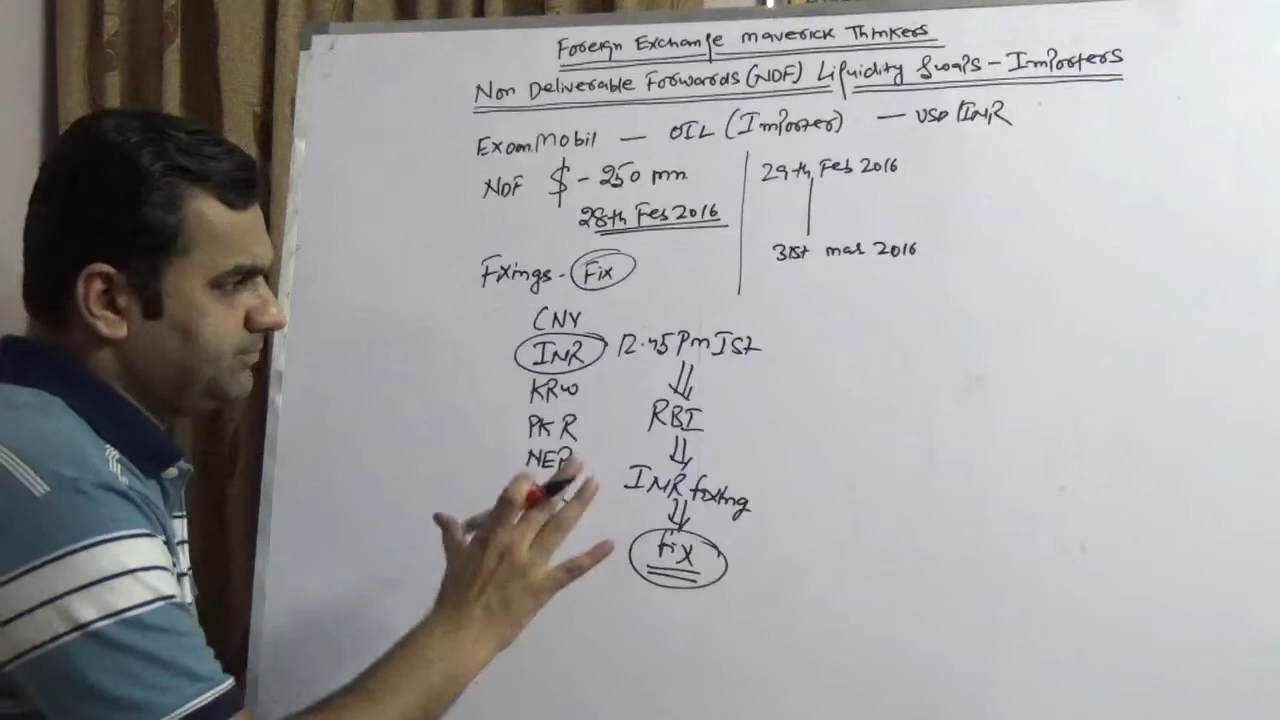 Foreign Exchange maverick Thinkers
Non Deliverable Forwards (NDF) Liquidity Swaps - Importers
ExxonMobil — OIL (Importer) — USD/INR
NDF $ - 250 mn
28th Feb 2016
29th Feb 2016
31st mar 2016
Fixings - Fix
CNY
INR
KRW
PKR
NEP
12.45 Pm IST
RBI
INR fixing
fix